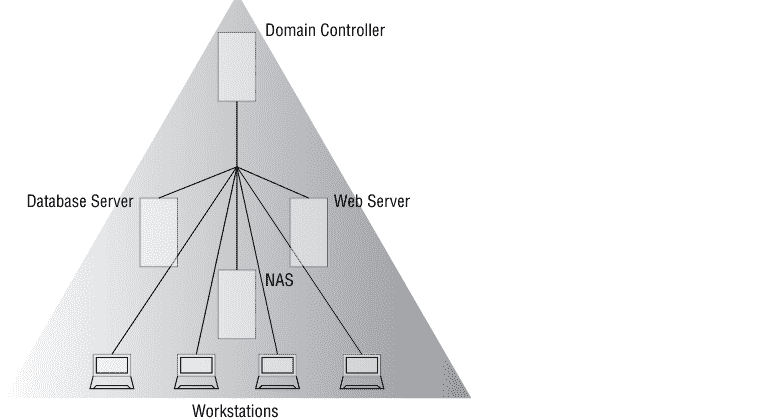 Domain Controller
Database Server
Web Server
NAS
Workstations